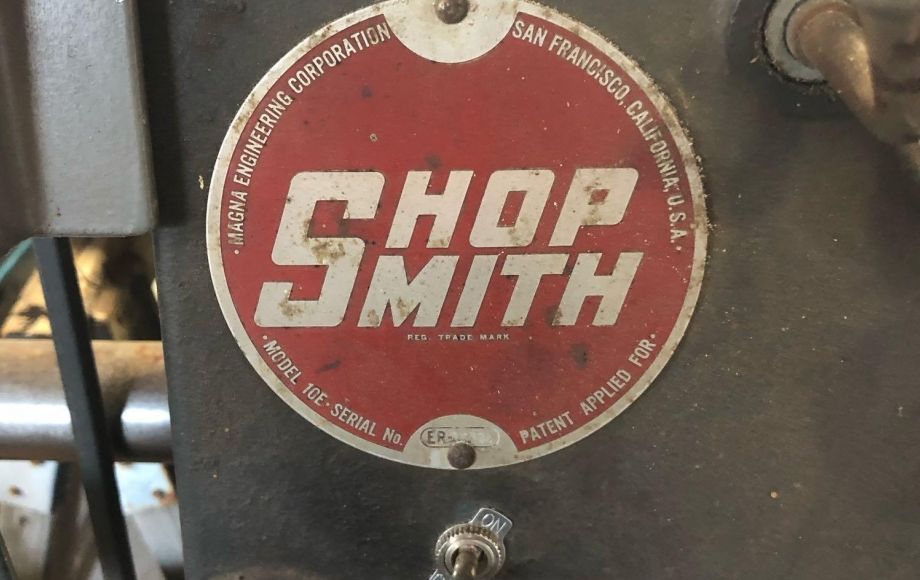 MAGNA ENGINEERING CORPORATION
SAN FRANCISCO, CALIFORNIA, U.S.A.
SHOP
SMITH
REG. TRADE MARK
MODEL 10E · SERIAL No.
PATENT APPLIED FOR
ON